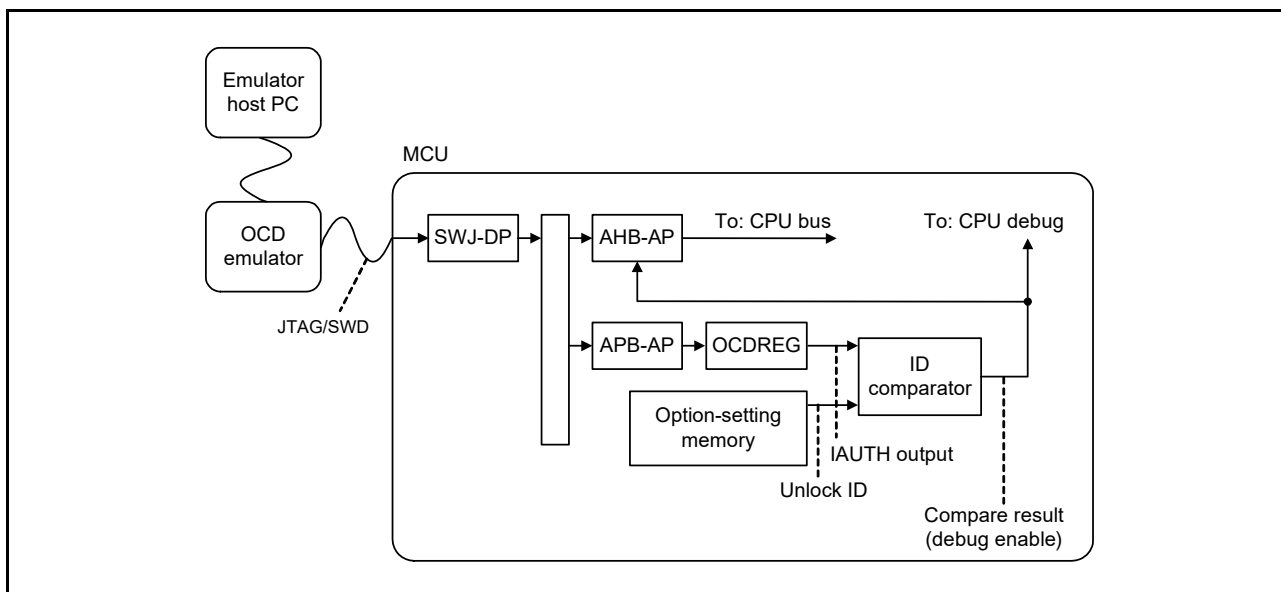 Emulator
host PC
MCU
OCD
emulator
SWJ-DP
AHB-AP
To: CPU bus
To: CPU debug
JTAG/SWD
APB-AP
OCDREG
ID
comparator
Option-setting
memory
IAUTH output
Unlock ID
Compare result
(debug enable)